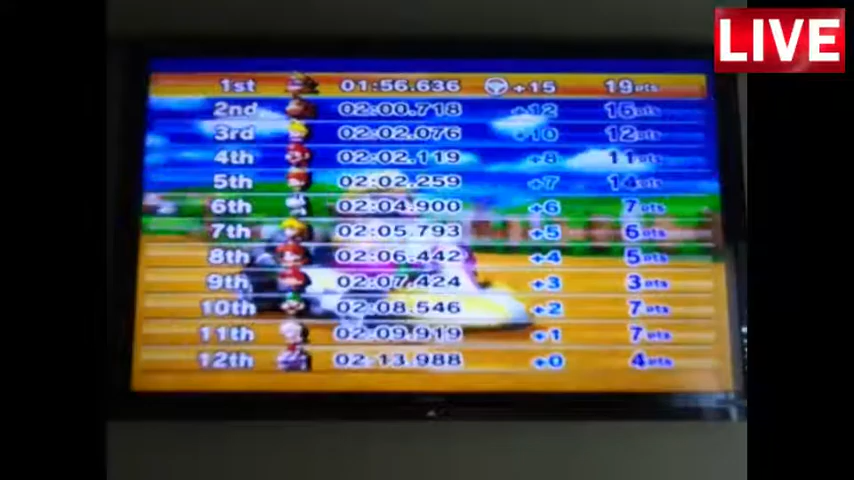 LIVE
1st 01:56.636 +15 19pts
2nd 02:00.718 +12 15pts
3rd 02:02.076 +10 12pts
4th 02:02.119 +8 11pts
5th 02:02.259 +7 14pts
6th 02:04.900 +6 7pts
7th 02:05.793 +5 6pts
8th 02:06.442 +4 5pts
9th 02:07.424 +3 3pts
10th 02:08.546 +2 7pts
11th 02:09.919 +1 7pts
12th 02:13.988 +0 4pts